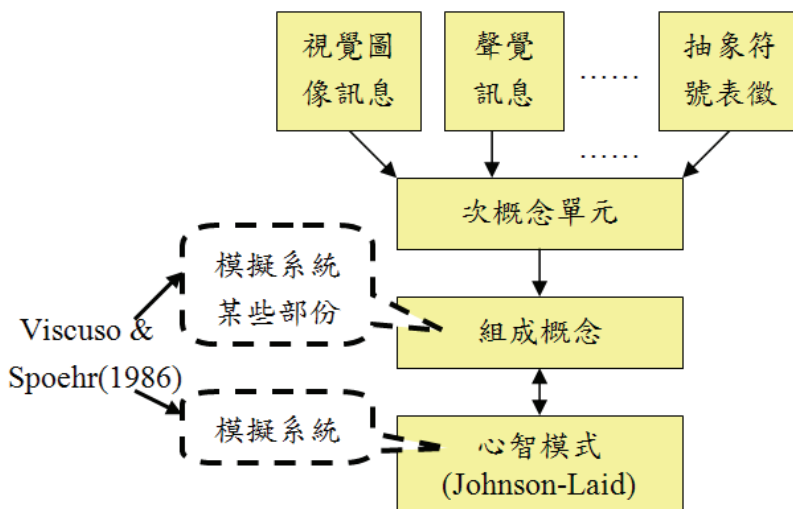 視覺圖
像訊息
聲覺
訊息
……
抽象符
號表徵
……
次概念單元
模擬系統
某些部份
組成概念
Viscuso &
Spoehr(1986)
模擬系統
心智模式
(Johnson-Laid)